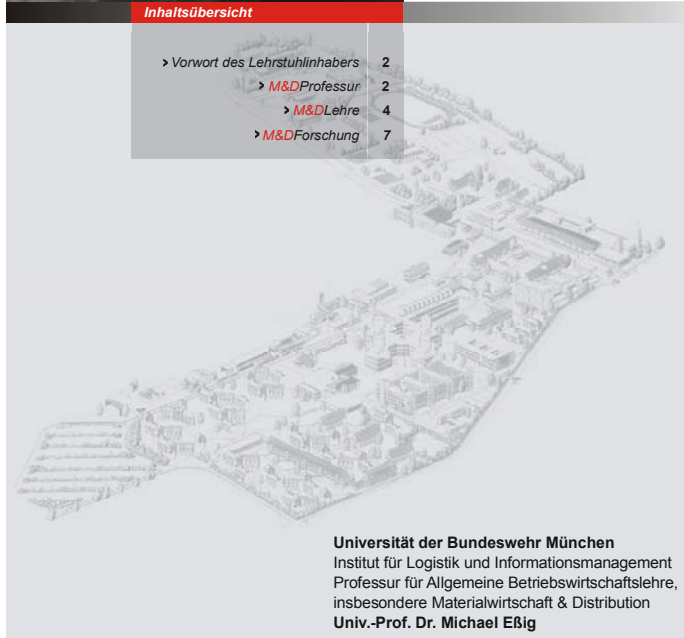 Inhaltsübersicht
› Vorwort des Lehrstuhlinhabers 2
› M&DProfessur 2
› M&DLehre 4
› M&DForschung 7
Universität der Bundeswehr München
Institut für Logistik und Informationsmanagement
Professur für Allgemeine Betriebswirtschaftslehre,
insbesondere Materialwirtschaft & Distribution
Univ.-Prof. Dr. Michael Eßig